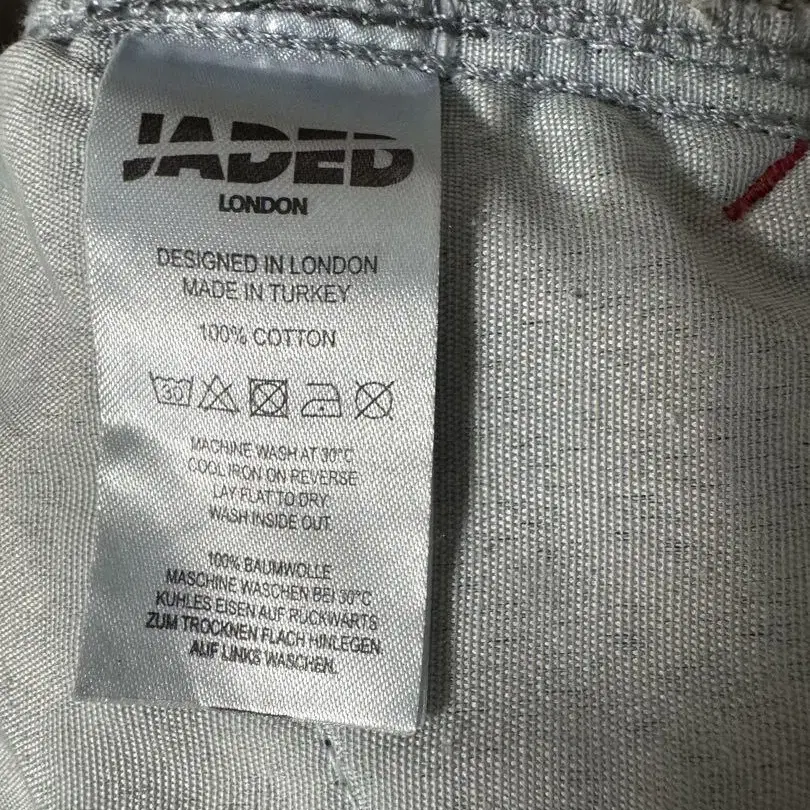 JADED
LONDON
DESIGNED IN LONDON
MADE IN TURKEY
100% COTTON
30
MACHINE WASH AT 30°C
COOL IRON ON REVERSE
LAY FLAT TO DRY
WASH INSIDE OUT
100% BAUMWOLLE
MASCHINE WASCHEN BEI 30°C
KUHLES EISEN AUF RUCKWARTS
ZUM TROCKNEN FLACH HINLEGEN.
AUF LINKS WASCHEN.